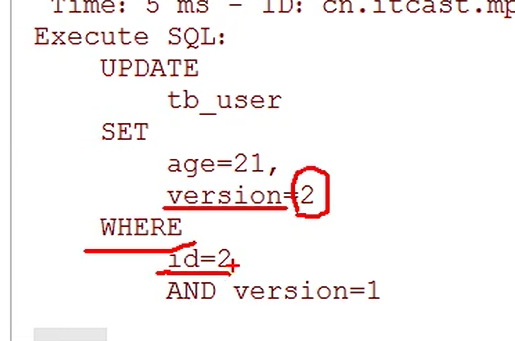 Time: 5 ms - ID: cn.itcast.mp
Execute SQL:
UPDATE
tb_user
SET
age=21,
version=2
WHERE
id=2
AND version=1